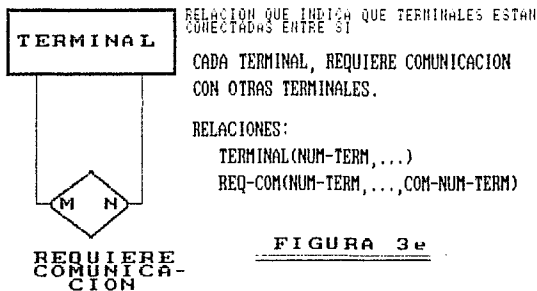 TERMINAL
RELACION QUE INDICA QUE TERMINALES ESTAN
CONECTADAS ENTRE SI
CADA TERMINAL, REQUIERE COMUNICACION
CON OTRAS TERMINALES.
RELACIONES:
TERMINAL(NUM-TERM,...)
REQ-COM(NUM-TERM,...,COM-NUM-TERM)
M N
REQUIERE
COMUNICA-
CION
FIGURA 3e